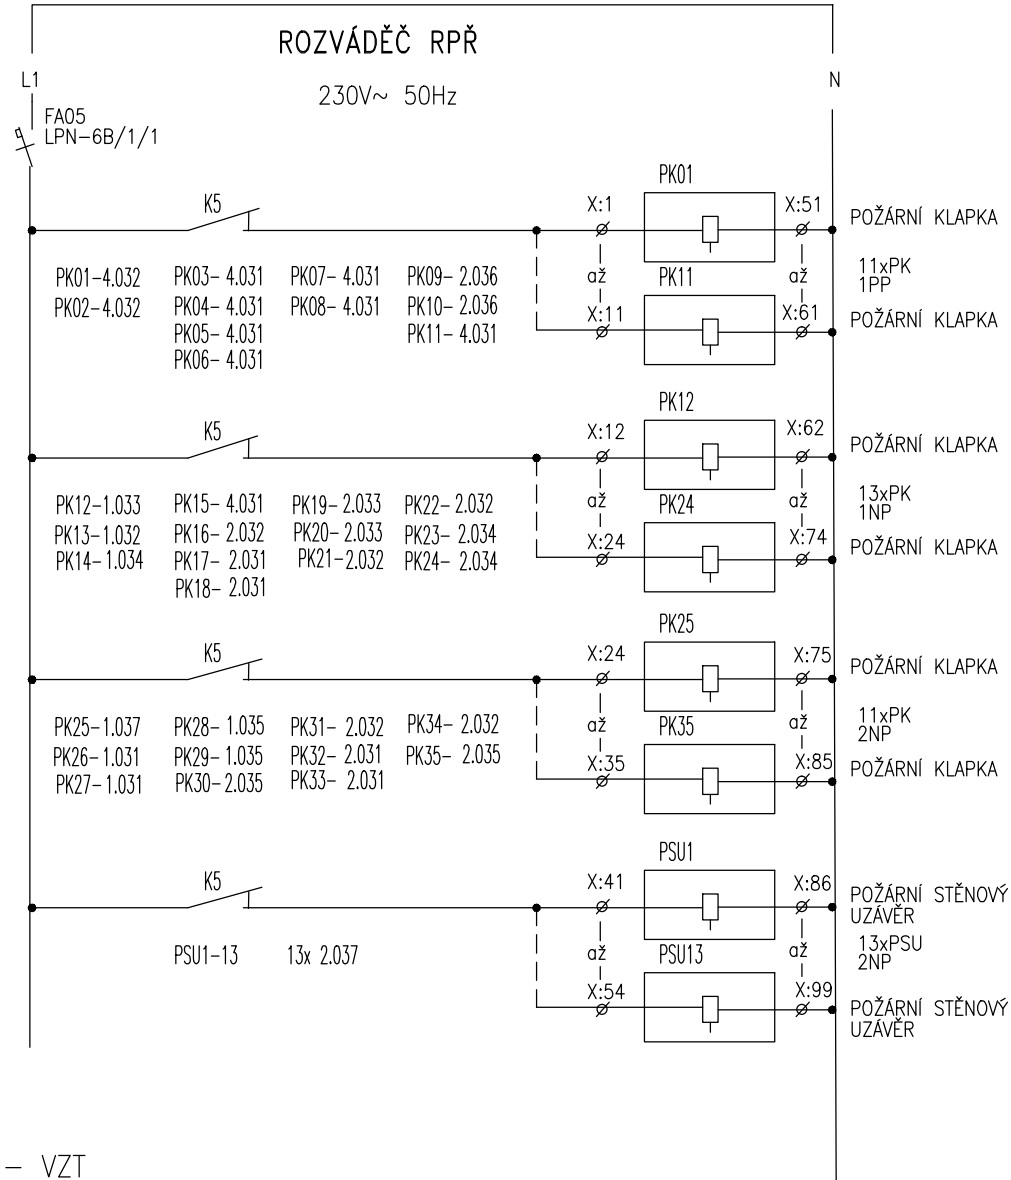 ROZVÁDĚČ RPŘ
L1
N
230V~ 50Hz
FA05
LPN-6B/1/1
K5
X:1
PK01
X:51
POŽÁRNÍ KLAPKA
PK01-4.032 PK03- 4.031 PK07- 4.031 PK09- 2.036
až
PK11
až
11xPK
1PP
PK02-4.032 PK04- 4.031 PK08- 4.031 PK10- 2.036
X:11
X:61
POŽÁRNÍ KLAPKA
PK05- 4.031 PK11- 4.031
PK06- 4.031
K5
X:12
PK12
X:62
POŽÁRNÍ KLAPKA
PK12-1.033 PK15- 4.031 PK19- 2.033 PK22- 2.032
až
PK24
až
13xPK
1NP
PK13-1.032 PK16- 2.032 PK20- 2.033 PK23- 2.034
X:24
X:74
POŽÁRNÍ KLAPKA
PK14-1.034 PK17- 2.031 PK21-2.032 PK24- 2.034
PK18- 2.031
K5
X:24
PK25
X:75
POŽÁRNÍ KLAPKA
PK25-1.037 PK28- 1.035 PK31- 2.032 PK34- 2.032
až
PK35
až
11xPK
2NP
PK26-1.031 PK29- 1.035 PK32- 2.031 PK35- 2.035
X:35
X:85
POŽÁRNÍ KLAPKA
PK27-1.031 PK30-2.035 PK33- 2.031
K5
X:41
PSU1
X:86
POŽÁRNÍ STĚNOVÝ
UZÁVĚR
PSU1-13 13x 2.037
až
PSU13
až
13xPSU
2NP
X:54
X:99
POŽÁRNÍ STĚNOVÝ
UZÁVĚR
- VZT